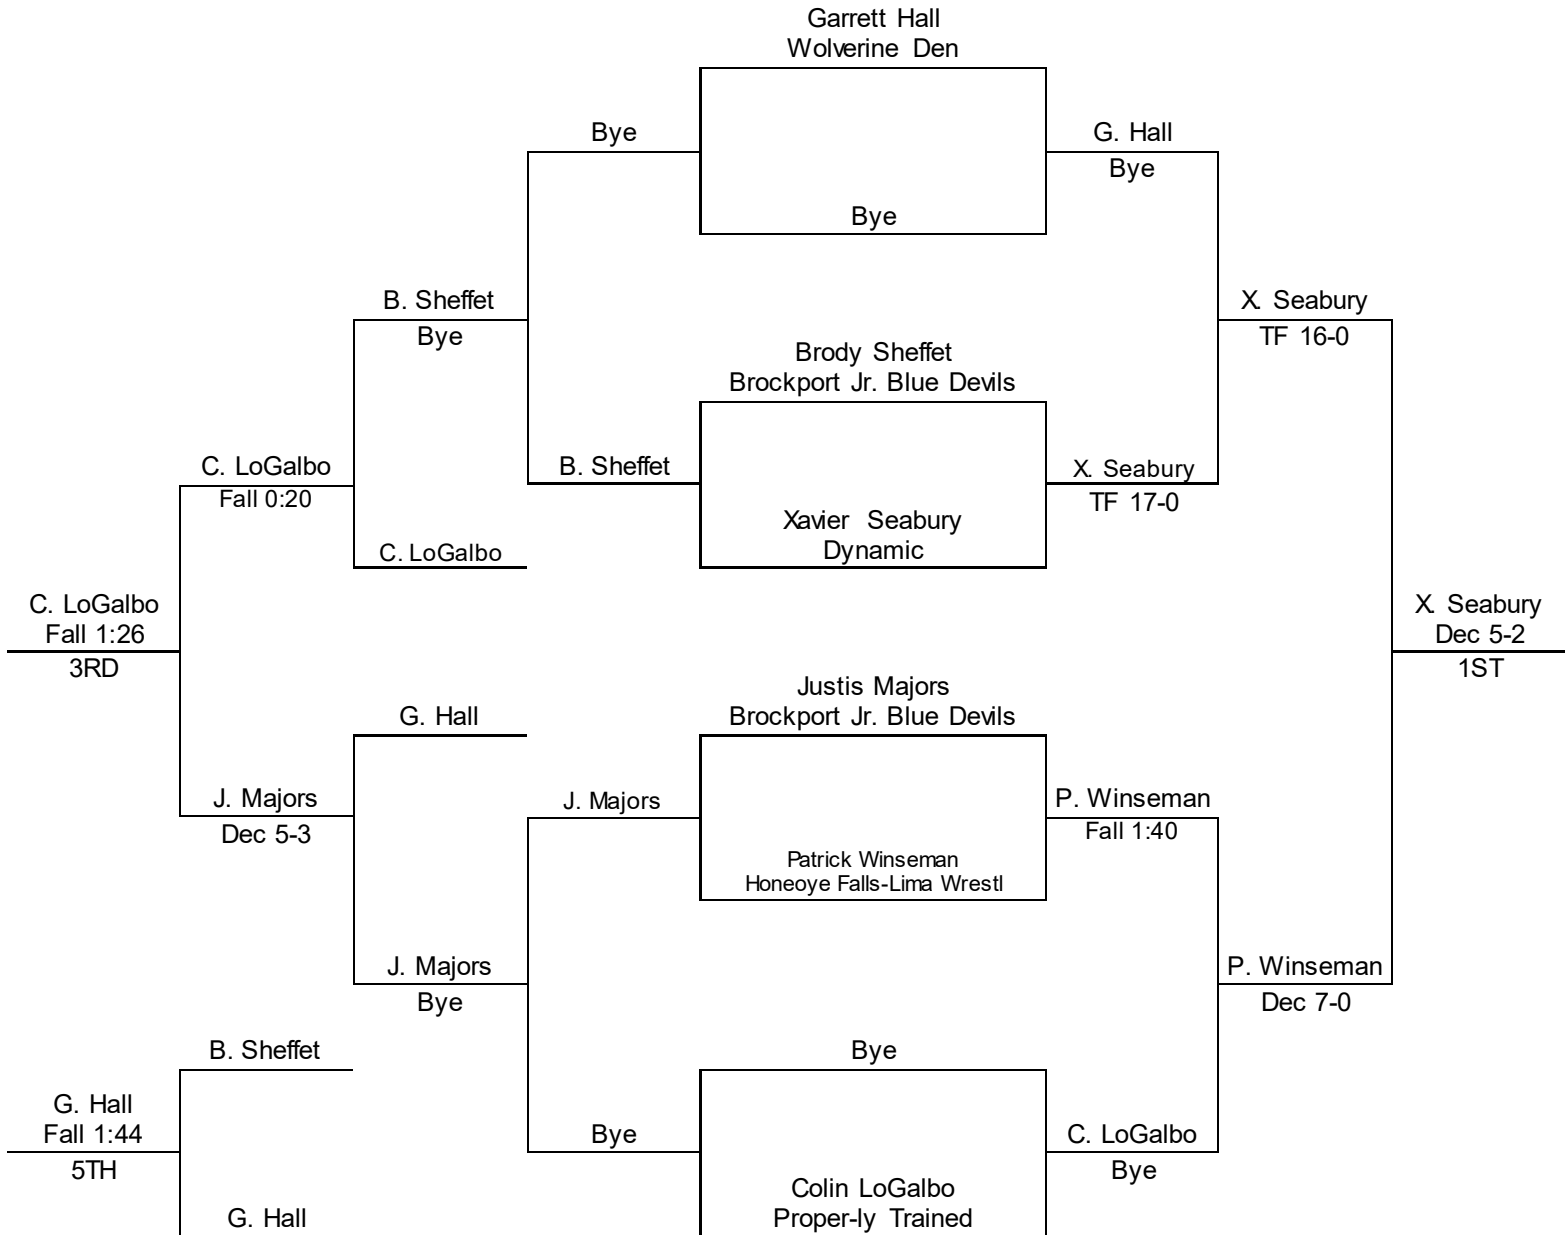 Garrett Hall
Wolverine Den
Bye
G. Hall
Bye
Bye
B. Sheffet
Bye
X. Seabury
TF 16-0
Brody Sheffet
Brockport Jr. Blue Devils
C. LoGalbo
Fall 0:20
B. Sheffet
X. Seabury
TF 17-0
Xavier Seabury
Dynamic
C. LoGalbo
C. LoGalbo
Fall 1:26
3RD
X. Seabury
Dec 5-2
1ST
Justis Majors
Brockport Jr. Blue Devils
G. Hall
J. Majors
Dec 5-3
J. Majors
P. Winseman
Fall 1:40
Patrick Winseman
Honeoye Falls-Lima Wrestl
J. Majors
Bye
P. Winseman
Dec 7-0
B. Sheffet
Bye
G. Hall
Fall 1:44
5TH
Bye
C. LoGalbo
Bye
G. Hall
Colin LoGalbo
Proper-ly Trained